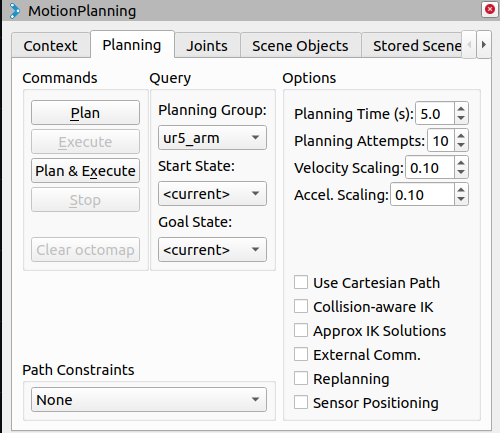 MotionPlanning
Context Planning Joints Scene Objects Stored Scene
Commands
Plan
Execute
Plan & Execute
Stop
Clear octomap
Query
Planning Group:
ur5_arm
Start State:
<current>
Goal State:
<current>
Options
Planning Time (s): 5.0
Planning Attempts: 10
Velocity Scaling: 0.10
Accel. Scaling: 0.10
Use Cartesian Path
Collision-aware IK
Approx IK Solutions
External Comm.
Replanning
Sensor Positioning
Path Constraints
None